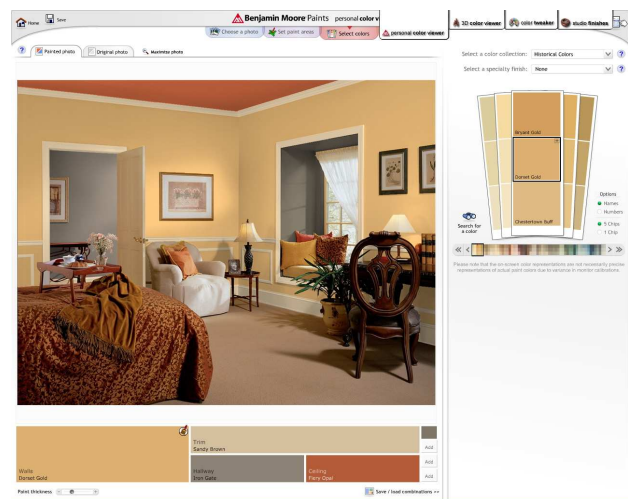 Home
Save
Benjamin Moore Paints personal color v
3D color viewer
color tweaker
studio finishes
Choose a photo
Set paint areas
Select colors
personal color viewer
Painted photo
Original photo
Maximize photo
Select a color collection: Historical Colors
Select a specialty finish: None
Broad Gold
Dorset Gold
Chestertown Buff
Search for
a color
Options
Names
Numbers
5 Chips
1 Chip
Please note that the on-screen color representations are not necessarily precise
representations of actual paint colors due to variance in monitor calibrations.
Walls
Dorset Gold
Trim
Sandy Brown
Add
Hallway
Iron Gate
Ceiling
Fiery Opal
Add
Add
Paint thickness
Save / load combinations >>